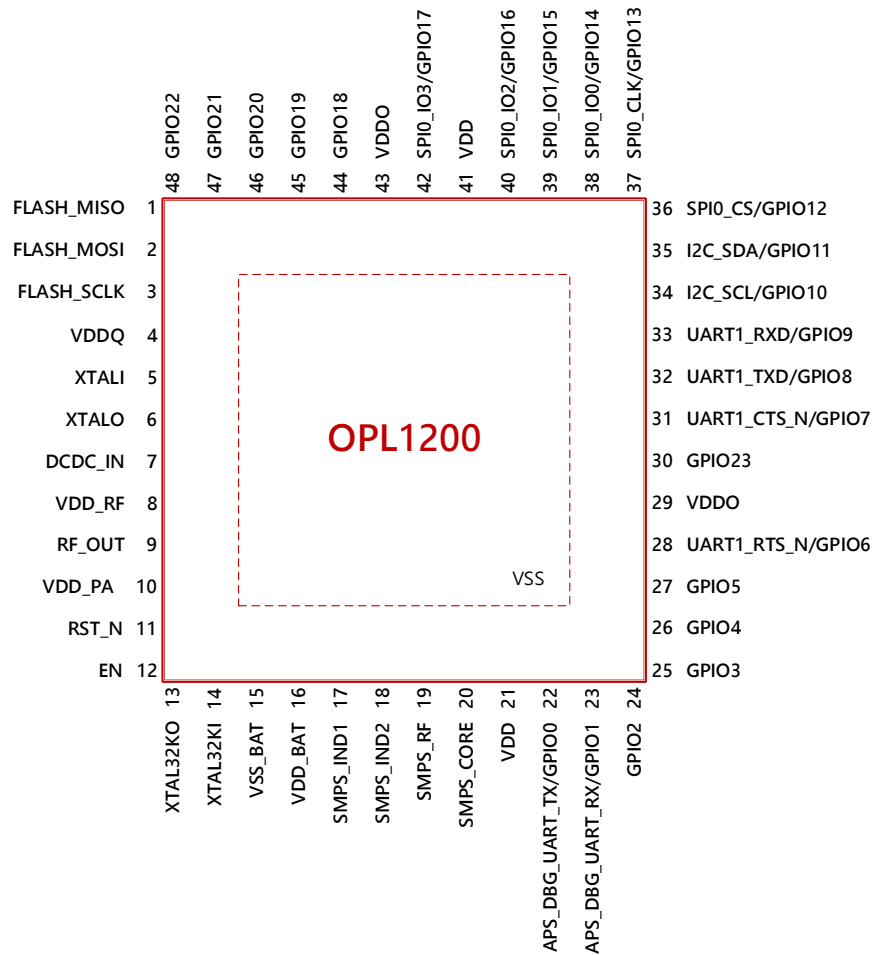 48 GPIO22
47 GPIO21
46 GPIO20
45 GPIO19
44 GPIO18
43 VDDO
42 SPI0_IO3/GPIO17
41 VDD
40 SPI0_IO2/GPIO16
39 SPI0_IO1/GPIO15
38 SPI0_IO0/GPIO14
37 SPI0_CLK/GPIO13
FLASH_MISO 1
FLASH_MOSI 2
FLASH_SCLK 3
VDDQ 4
XTALI 5
XTALO 6
DCDC_IN 7
VDD_RF 8
RF_OUT 9
VDD_PA 10
RST_N 11
EN 12
OPL1200
VSS
36 SPI0_CS/GPIO12
35 I2C_SDA/GPIO11
34 I2C_SCL/GPIO10
33 UART1_RXD/GPIO9
32 UART1_TXD/GPIO8
31 UART1_CTS_N/GPIO7
30 GPIO23
29 VDDO
28 UART1_RTS_N/GPIO6
27 GPIO5
26 GPIO4
25 GPIO3
XTAL32KO 13
XTAL32KI 14
VSS_BAT 15
VDD_BAT 16
SMPS_IND1 17
SMPS_IND2 18
SMPS_RF 19
SMPS_CORE 20
VDD 21
APS_DBG_UART_TX/GPIO0 22
APS_DBG_UART_RX/GPIO1 23
GPIO2 24